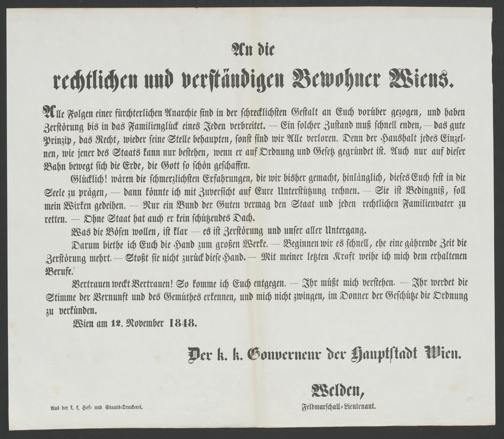 An die
rechtlichen und verständigen Bewohner Wiens.
Alle Folgen einer fürchterlichen Anarchie sind in der schrecklichsten Gestalt an Euch vorüber gezogen, und haben
Zerstörung bis in das Familienglück eines Jeden verbreitet. — Ein solcher Zustand muß schnell enden, — das gute
Prinzip, das Recht, wieder seine Stelle behaupten, sonst sind wir Alle verloren. Denn der Haushalt jedes Einzel-
nen, wie jener des Staats kann nur bestehen, wenn er auf Ordnung und Gesetz gegründet ist. Auch nur auf dieser
Bahn bewegt sich die Erde, die Gott so schön geschaffen.
Glücklich! wären die schmerzlichsten Erfahrungen, die wir bisher gemacht, hinlänglich, dieses Euch fest in die
Seele zu prägen, — dann könnte ich mit Zuversicht auf Eure Unterstützung rechnen. — Sie ist Bedingniß, soll
mein Wirken gedeihen. — Nur ein Bund der Guten vermag den Staat und jeden rechtlichen Familienvater zu
retten. — Ohne Staat hat auch er kein schützendes Dach.
Was die Bösen wollen, ist klar — es ist Zerstörung und unser aller Untergang.
Darum biethe ich Euch die Hand zum großen Werke. — Beginnen wir es schnell, ehe eine gährende Zeit die
Zerstörung mehrt. — Stoßt sie nicht zurück diese Hand. — Mit meiner letzten Kraft weihe ich mich dem erhaltenen
Berufe.
Vertrauen weckt Vertrauen! So komme ich Euch entgegen. — Ihr müßt mich verstehen. — Ihr werdet die
Stimme der Vernunft und des Gemüthes erkennen, und mich nicht zwingen, im Donner der Geschütze die Ordnung
zu verkünden.
Wien am 12. November 1848.
Der k. k. Gouverneur der Hauptstadt Wien.
Welden,
Feldmarschall-Lieutenant.
Aus der k. k. Hof- und Staats-Druckerei.